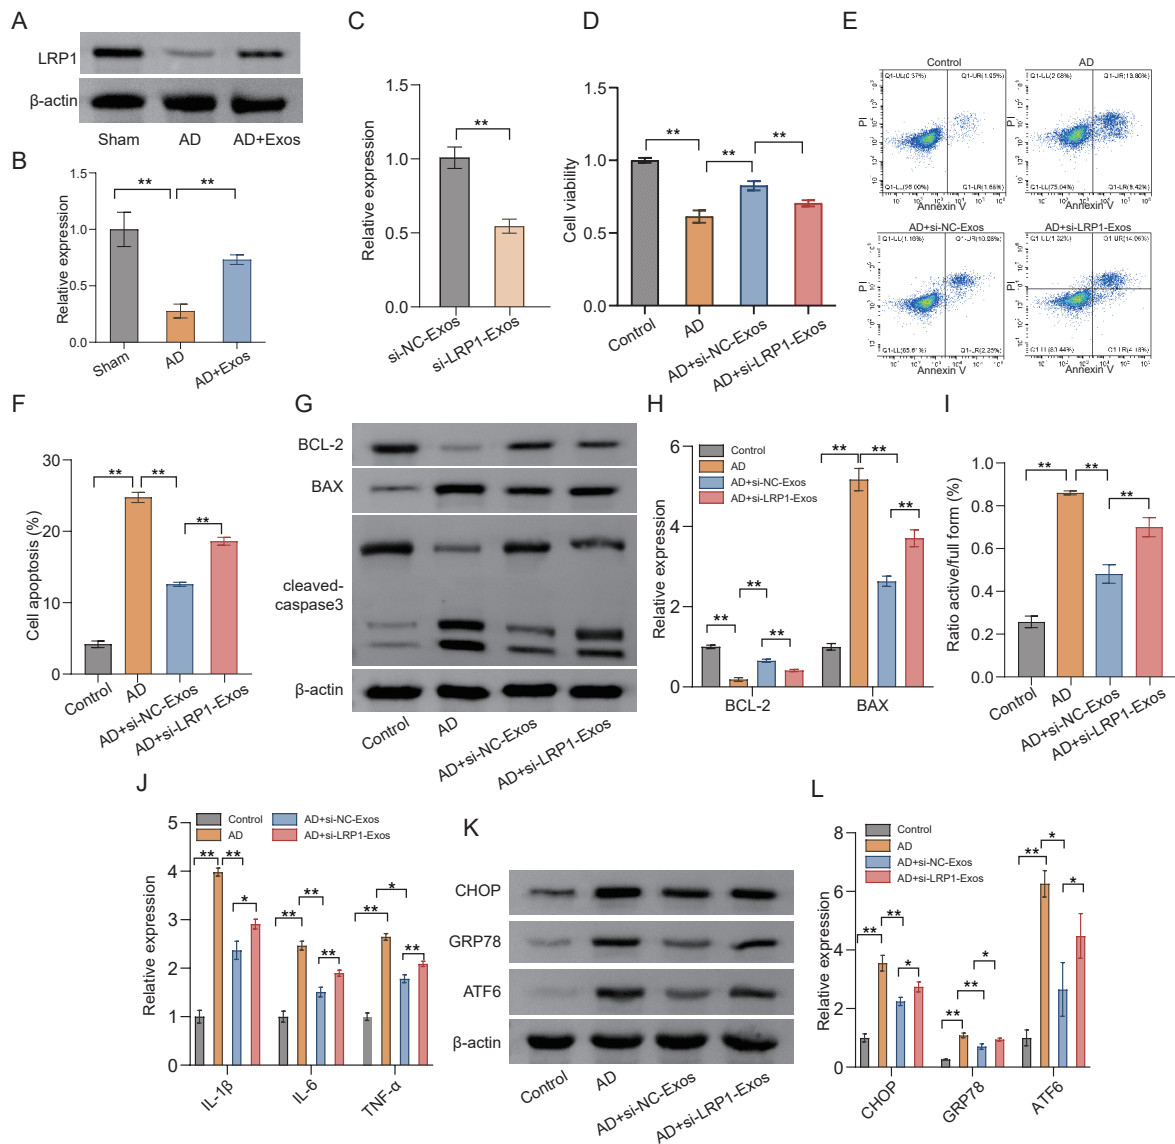 A
LRP1
β-actin
Sham AD AD+Exos
B
Relative expression
1.5
1.0
0.5
0.0
** **
Sham AD AD+Exos
C
Relative expression
1.5
1.0
0.5
0.0
**
si-NC-Exos si-LRP1-Exos
D
Cell viability
1.5
1.0
0.5
0.0
** ** **
Control AD AD+si-NC-Exos AD+si-LRP1-Exos
E
Control AD
PI PI
Annexin V Annexin V
AD+si-NC-Exos AD+si-LRP1-Exos
PI PI
Annexin V Annexin V
F
Cell apoptosis (%)
30
20
10
0
** ** **
Control AD AD+si-NC-Exos AD+si-LRP1-Exos
G
BCL-2
BAX
cleaved-
caspase3
β-actin
Control AD AD+si-NC-Exos AD+si-LRP1-Exos
H
Control
AD
AD+si-NC-Exos
AD+si-LRP1-Exos
Relative expression
6
4
2
0
** ** ** ** ** ** **
BCL-2 BAX
I
Ratio active/full form (%)
1.0
0.8
0.6
0.4
0.2
0.0
** ** **
Control AD AD+si-NC-Exos AD+si-LRP1-Exos
J
Control AD+si-NC-Exos
AD AD+si-LRP1-Exos
Relative expression
5
4
3
2
1
0
** ** * ** ** ** ** * **
IL-1β IL-6 TNF-α
K
CHOP
GRP78
ATF6
β-actin
Control AD AD+si-NC-Exos AD+si-LRP1-Exos
L
Control
AD
AD+si-NC-Exos
AD+si-LRP1-Exos
Relative expression
8
6
4
2
0
** ** * ** ** * ** * *
CHOP GRP78 ATF6